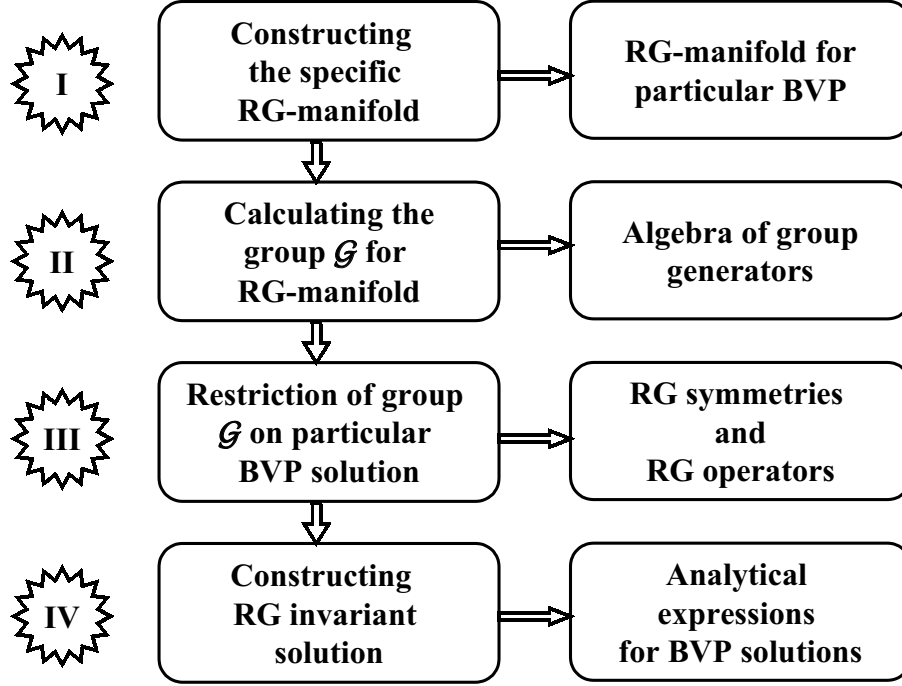 I
Constructing
the specific
RG-manifold
RG-manifold for
particular BVP
II
Calculating the
group 𝒢 for
RG-manifold
Algebra of group
generators
III
Restriction of group
𝒢 on particular
BVP solution
RG symmetries
and
RG operators
IV
Constructing
RG invariant
solution
Analytical
expressions
for BVP solutions